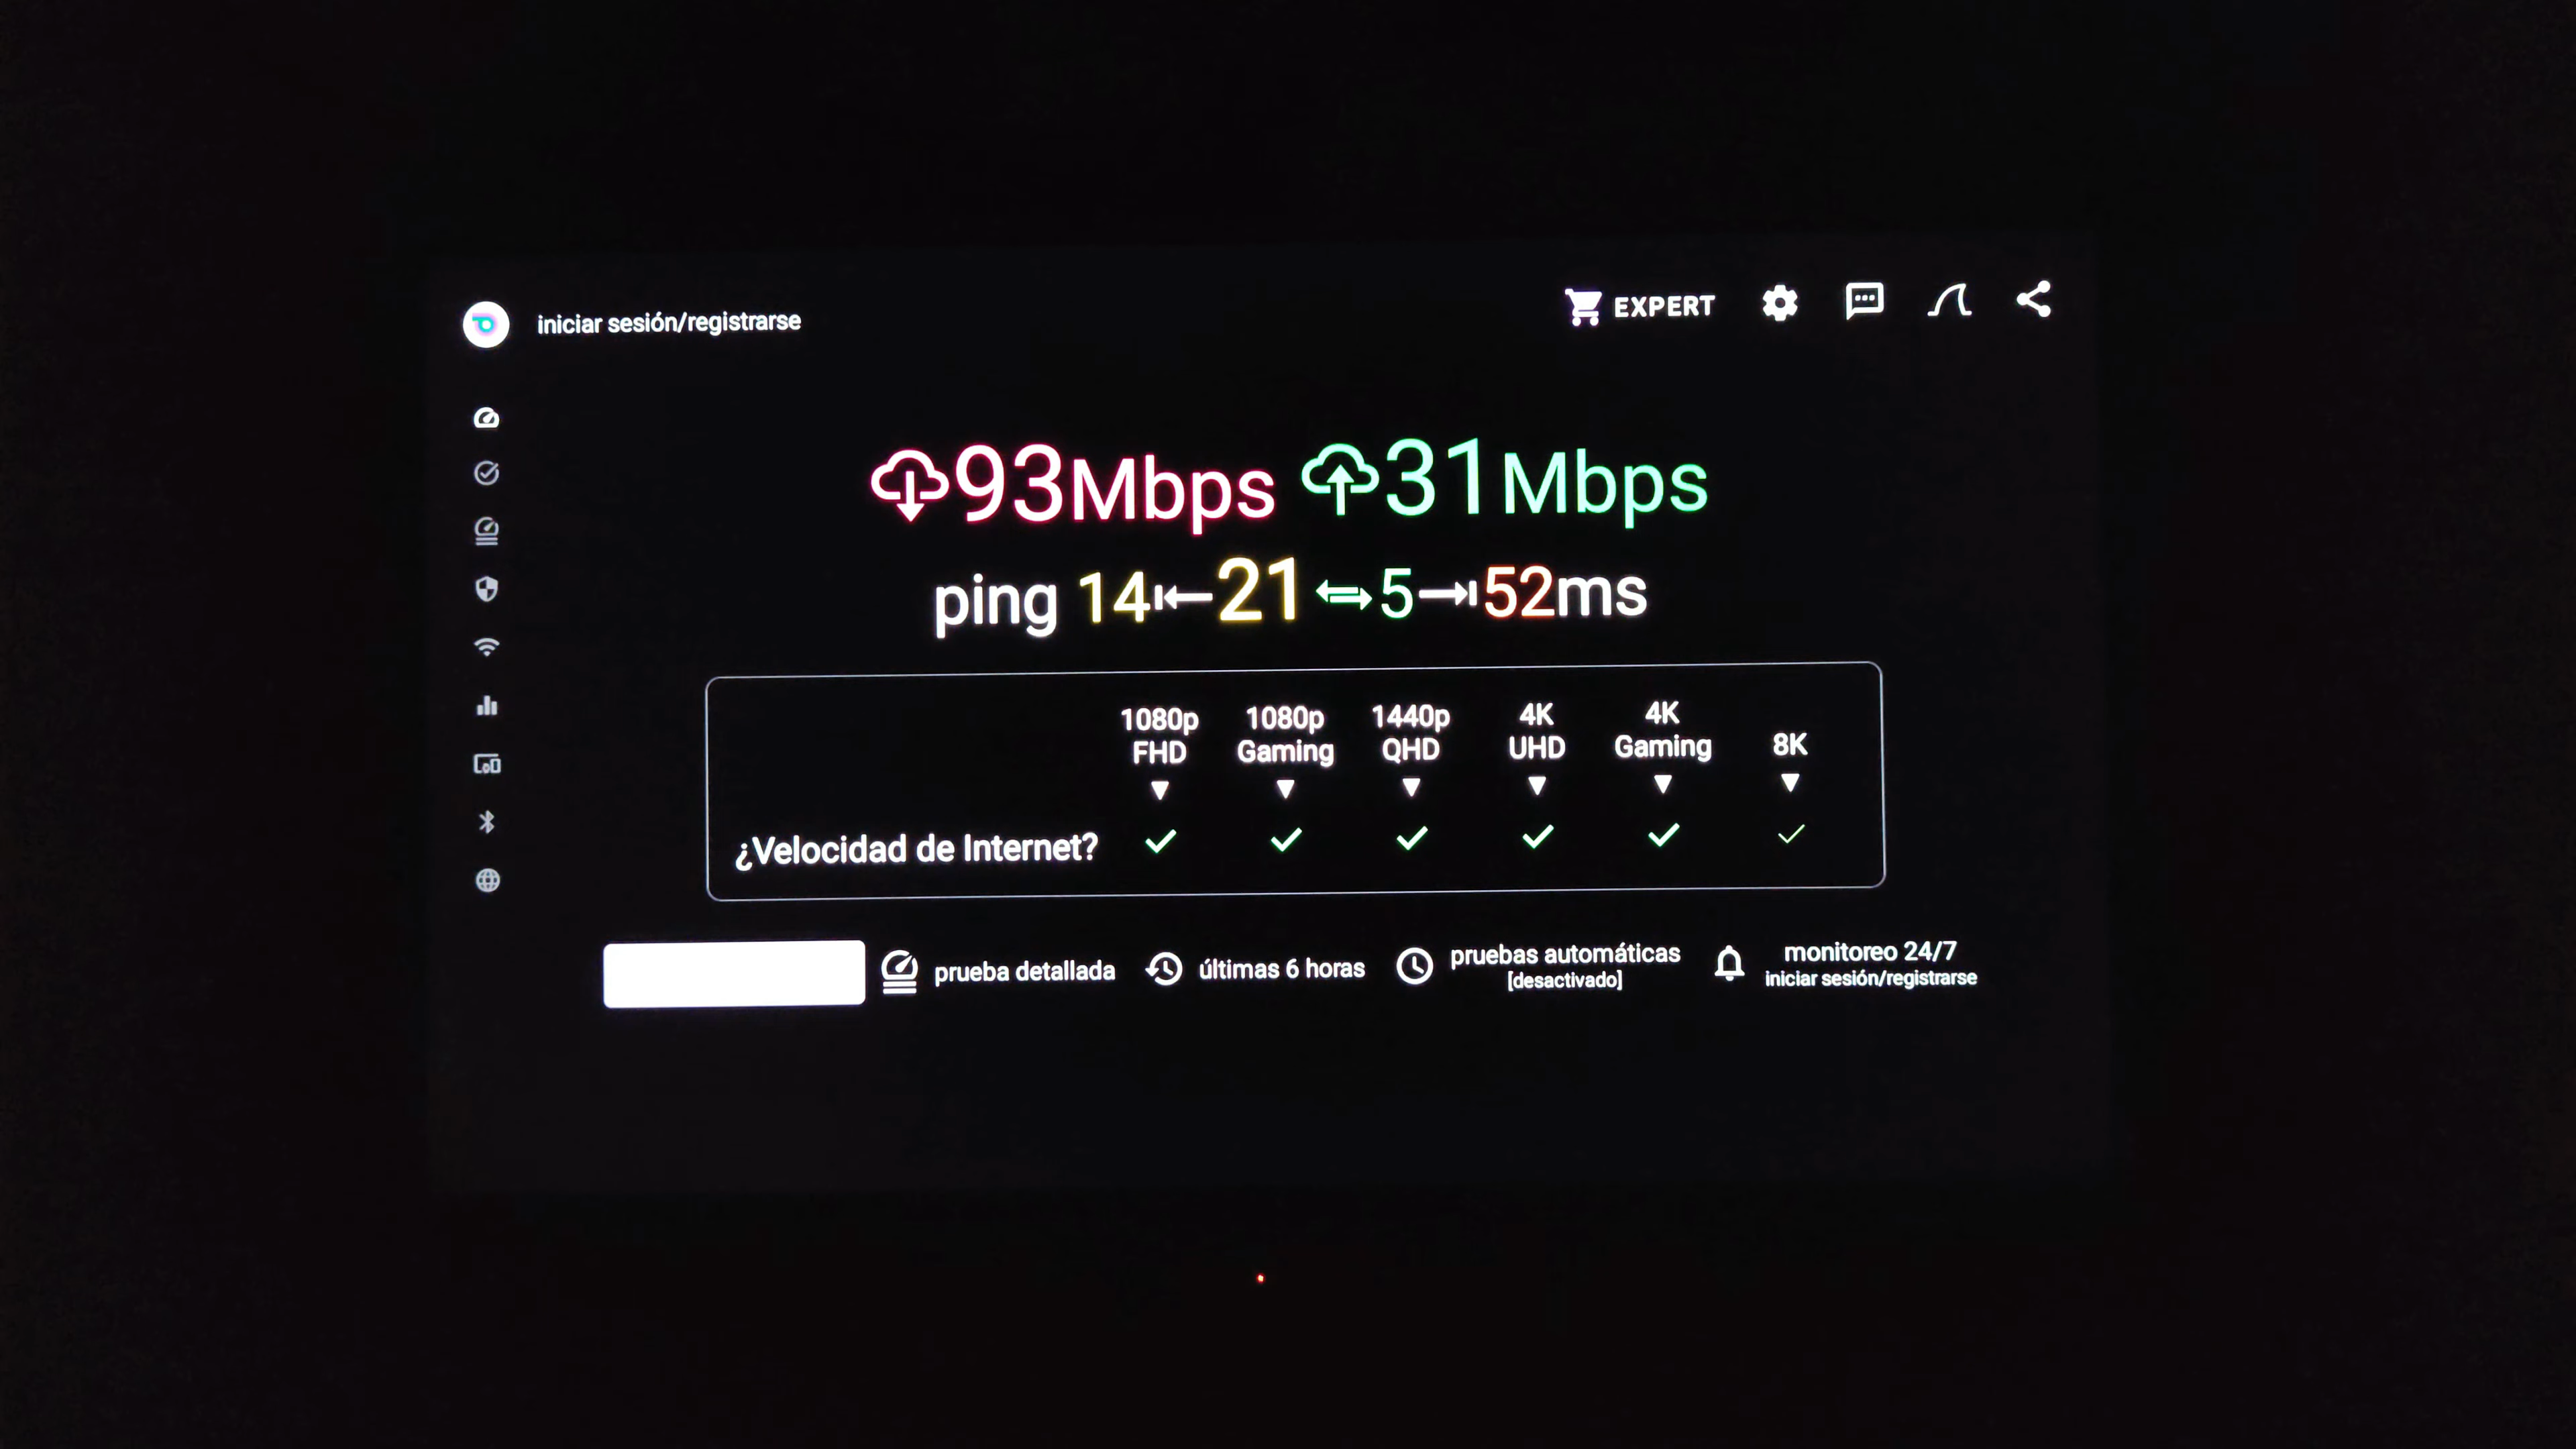 iniciar sesión/registrarse
EXPERT
93Mbps 31Mbps
ping 14 21 5 52ms
1080p FHD
1080p Gaming
1440p QHD
4K UHD
4K Gaming
8K
¿Velocidad de Internet?
prueba detallada
últimas 6 horas
pruebas automáticas
[desactivado]
monitoreo 24/7
iniciar sesión/registrarse